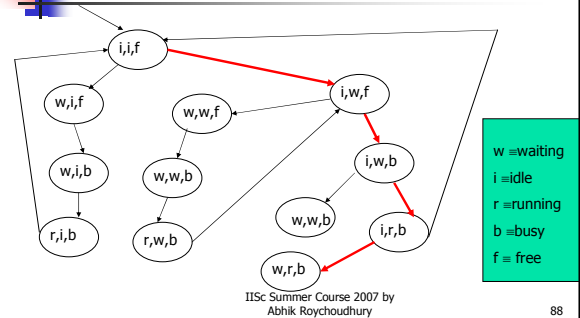 i,i,f
w,i,f
w,w,f
i,w,f
w,i,b
w,w,b
i,w,b
w,w,b
r,i,b
r,w,b
i,r,b
w,r,b
w ≡waiting
i ≡idle
r ≡running
b ≡busy
f ≡ free
IISc Summer Course 2007 by
Abhik Roychoudhury
88